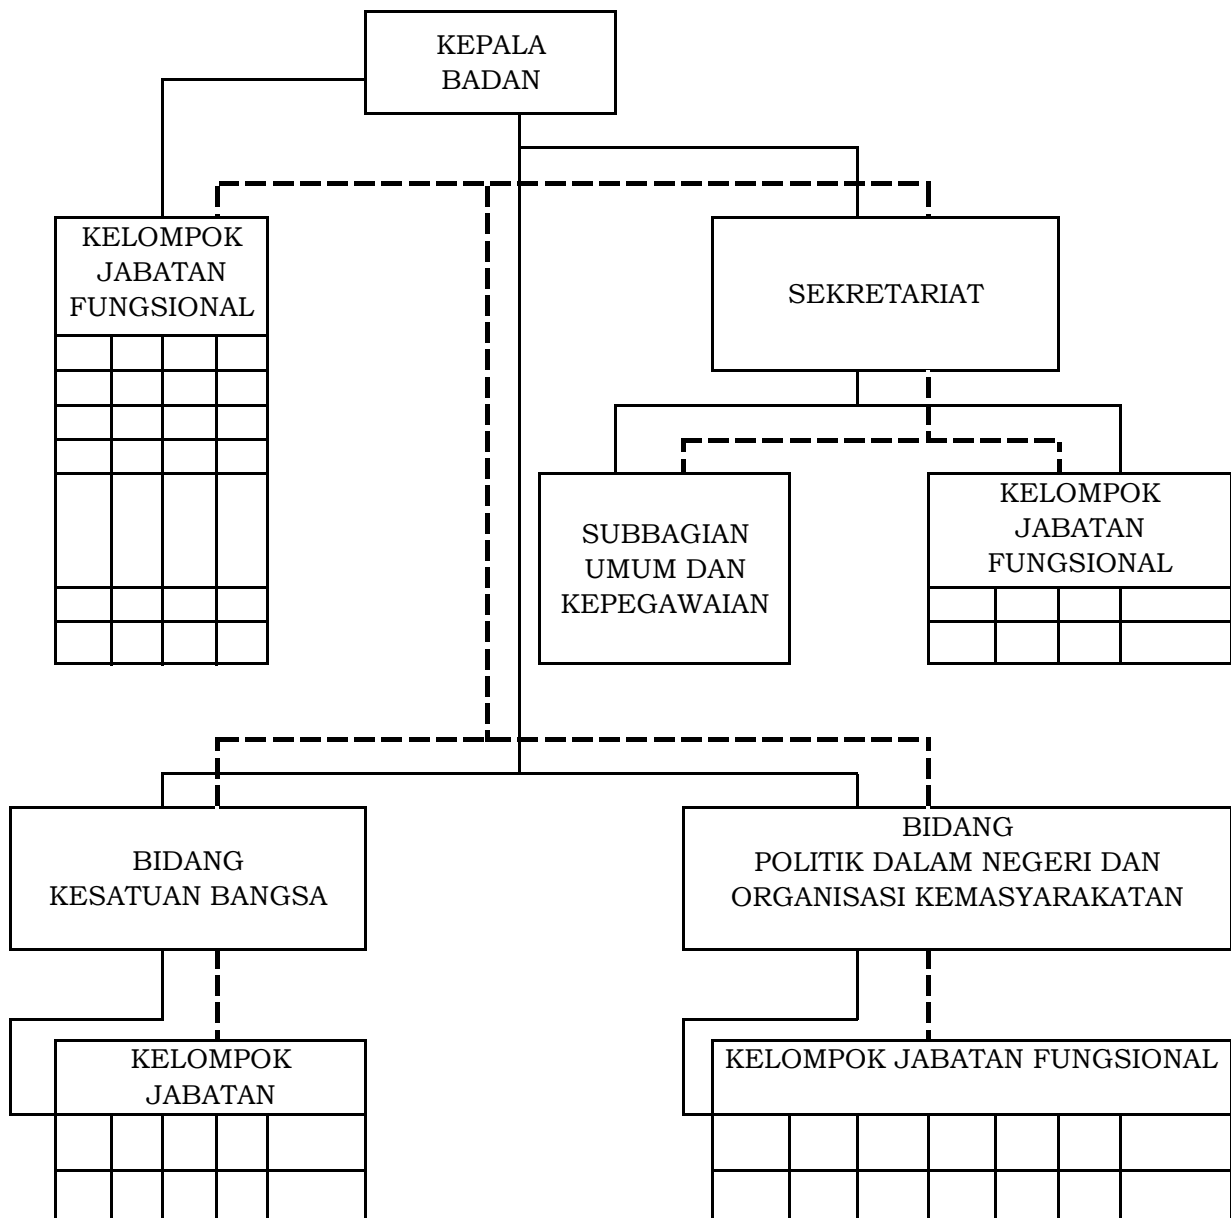 KEPALA
BADAN
KELOMPOK
JABATAN
FUNGSIONAL
SEKRETARIAT
SUBBAGIAN
UMUM DAN
KEPEGAWAIAN
KELOMPOK
JABATAN
FUNGSIONAL
BIDANG
KESATUAN BANGSA
BIDANG
POLITIK DALAM NEGERI DAN
ORGANISASI KEMASYARAKATAN
KELOMPOK
JABATAN
KELOMPOK JABATAN FUNGSIONAL